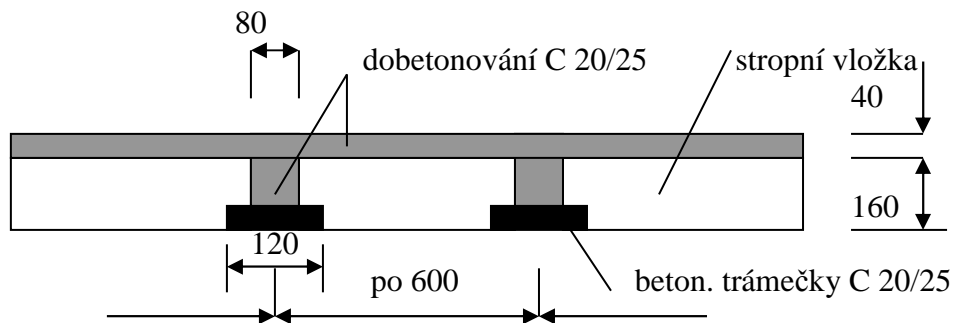 80
dobetonování C 20/25
stropní vložka
40
160
120
po 600
beton. trámečky C 20/25